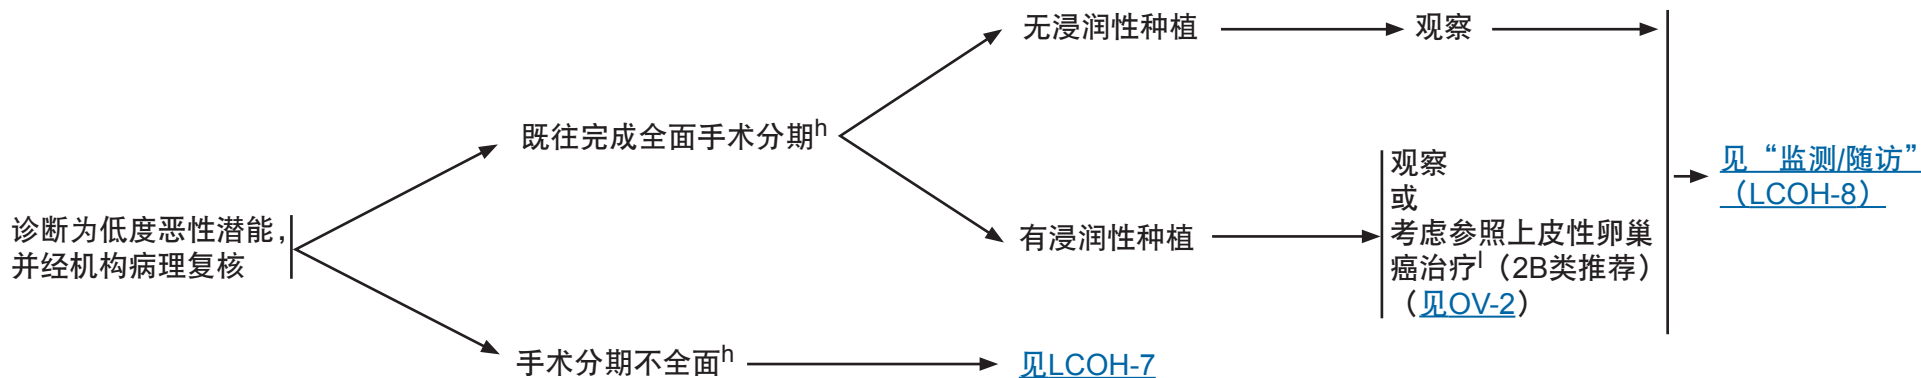 诊断为低度恶性潜能，
并经机构病理复核
既往完成全面手术分期h
手术分期不全面h
无浸润性种植
有浸润性种植
见LCOH-7
观察
观察
或
考虑参照上皮性卵巢
癌治疗l（2B类推荐）
（见OV-2）
见“监测/随访”
（LCOH-8）